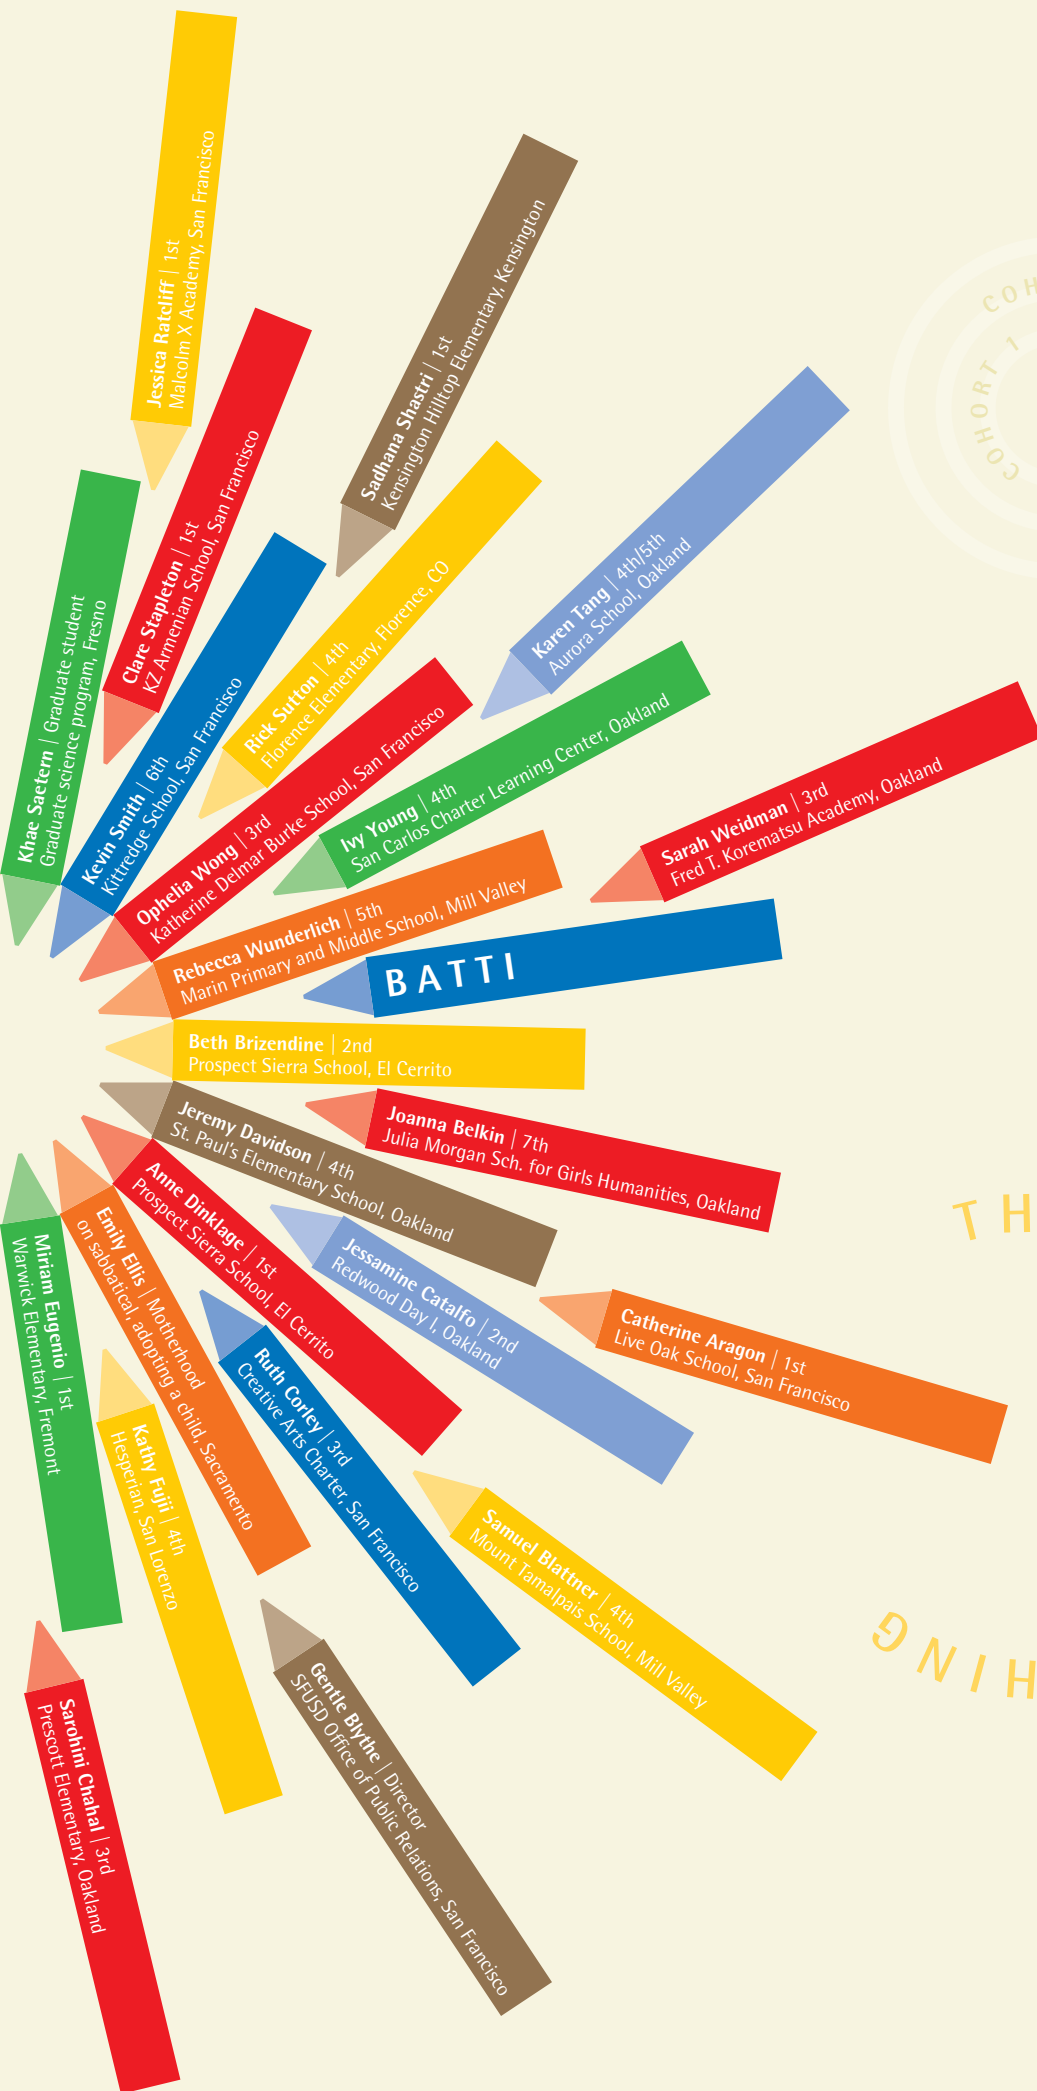 Jessica Ratcliff | 1st
Malcolm X Academy, San Francisco
Sadhana Shastri | 1st
Kensington Hilltop Elementary, Kensington
Clare Stapleton | 1st
KZ Armenian School, San Francisco
Khae Saetern | Graduate student
Graduate science program, Fresno
Kevin Smith | 6th
Kittredge School, San Francisco
Rick Sutton | 4th
Florence Elementary, Florence, CO
Karen Tang | 4th/5th
Aurora School, Oakland
Ophelia Wong | 3rd
Katherine Delmar Burke School, San Francisco
Ivy Young | 4th
San Carlos Charter Learning Center, Oakland
Sarah Weidman | 3rd
Fred T. Korematsu Academy, Oakland
Rebecca Wunderlich | 5th
Marin Primary and Middle School, Mill Valley
BATTI
Beth Brizendine | 2nd
Prospect Sierra School, El Cerrito
Joanna Belkin | 7th
Julia Morgan Sch. for Girls Humanities, Oakland
Jeremy Davidson | 4th
St. Paul's Elementary School, Oakland
Anne Dinklage | 1st
Prospect Sierra School, El Cerrito
Jessamine Catalfo | 2nd
Redwood Day I, Oakland
Catherine Aragon | 1st
Live Oak School, San Francisco
Emily Ellis | Motherhood
on sabbatical, adopting a child, Sacramento
Miriam Eugenio | 1st
Warwick Elementary, Fremont
Ruth Corley | 3rd
Creative Arts Charter, San Francisco
Kathy Fujii | 4th
Hesperian, San Lorenzo
Samuel Blattner | 4th
Mount Tamalpais School, Mill Valley
Gentle Blythe | Director
SFUSD Office of Public Relations, San Francisco
Sarohini Chahal | 3rd
Prescott Elementary, Oakland
COH
COHORT 1
TH
HING